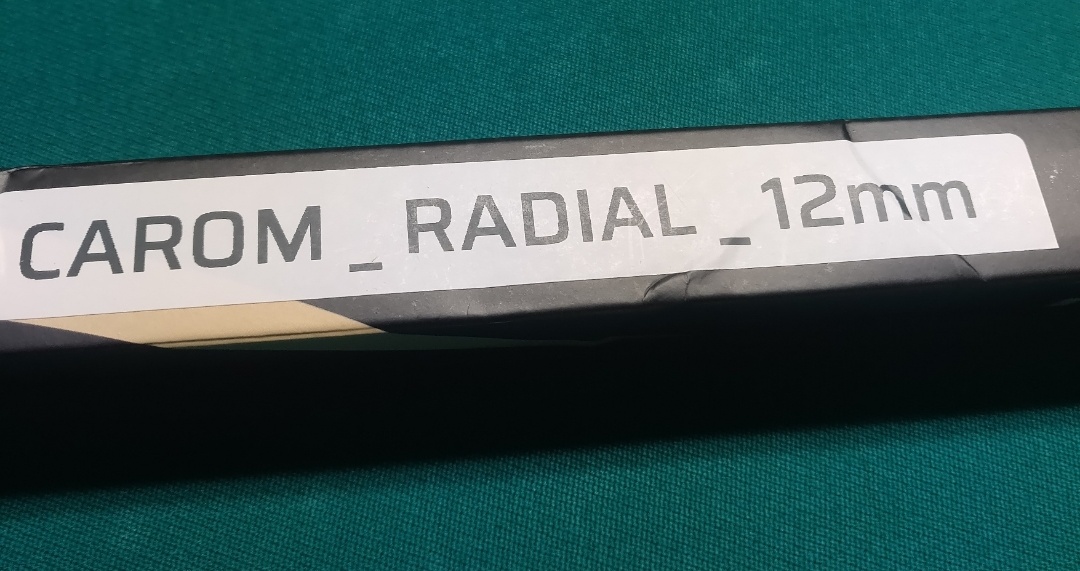 CAROM _ RADIAL _ 12mm